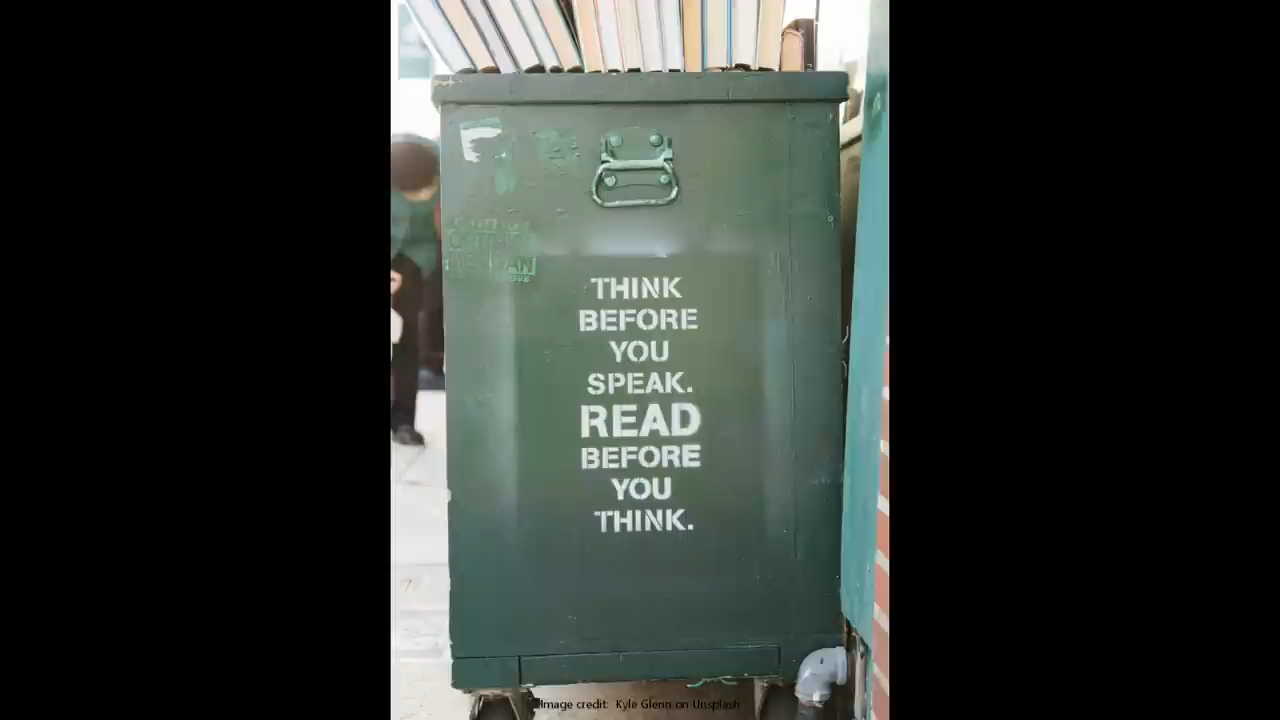 THINK
BEFORE
YOU
SPEAK.
READ
BEFORE
YOU
THINK.
Image credit: Kyle Glenn on Unsplash